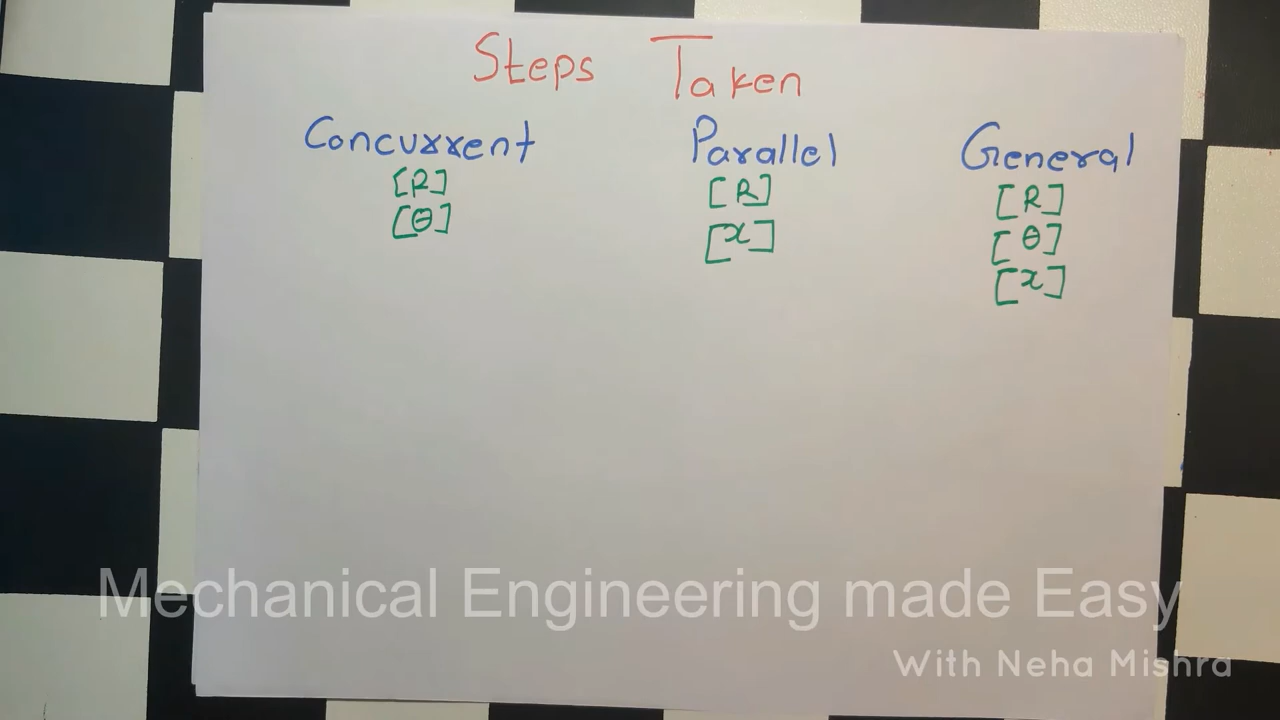 Steps Taken
Concurrent
[R]
[θ]
Parallel
[R]
[x]
General
[R]
[θ]
[x]
Mechanical Engineering made Easy
With Neha Mishra